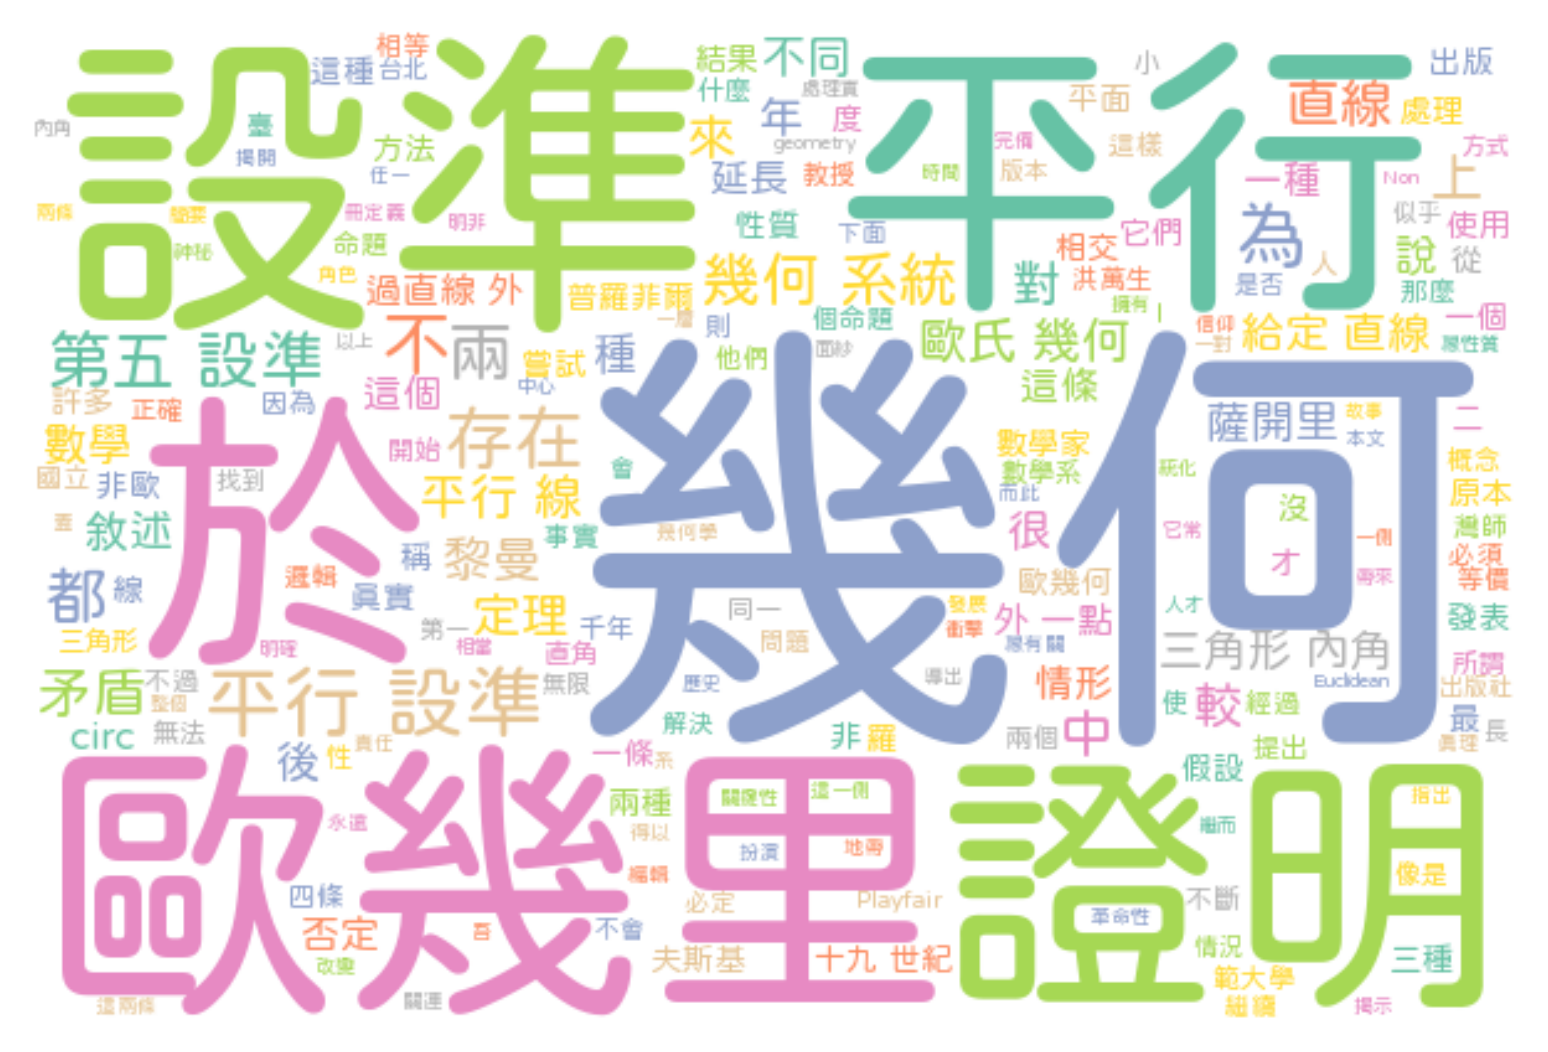 設準 平行
幾何
於
歐幾里 證明
相等
這種 台北
結果 不同
什麼 處理實
小
出版
平面
直線 處理
內角
臺
揭開
方法
任一
來 年 度
geometry
完備
這樣
方式
延長 教授
時間 版本
一種
Non
上
兩條
簡要
冊定義
明非
神秘
命題
角色
性質
下面
相交 它們
為
似乎 使用
說 從
人
是否
那麼
過直線 外
普羅菲爾
幾何 系統
對
洪萬生
擁有
一個
第五 設準
以上
不 兩
嘗試 種
則
他們
個命題
面紗
歐氏 幾何
信仰
一對
給定 直線
這條
中心
許多 正確
因為
這個
數學
國立 非歐
找到
開始
存在
會
平行 線
數學家
數學系
而此
統化
薩開里
故事
本文
二
概念
原本
敘述
事實
幾何學
很
它常
沒
才
一側
帶來
灣師
必須
等價
都 線
邏輯
稱
黎曼
真實
歐幾何
人才
三角形
明確
第一
定理
相當
千年
直角
同一
問題
發展
衝擊
外 一點
發表
三角形 內角
所謂
Euclidean
矛盾 不過
整個
平行 設準
無限
歷史
導出
情形
使 較 經過
出版社
最 長
真理
circ 無法
後 性 責任
一條
系
解決
非 羅
兩個 中
提出
假設
永遠
兩種
得以
關鍵性
這一側
扮演
地帶
繼而
指出
像是
四條
編輯
必定
Playfair
革命性
不斷
否定
改變
不會
夫斯基
十九 世紀
情況
三種
範大學
這兩條
關連
繼續
揭示